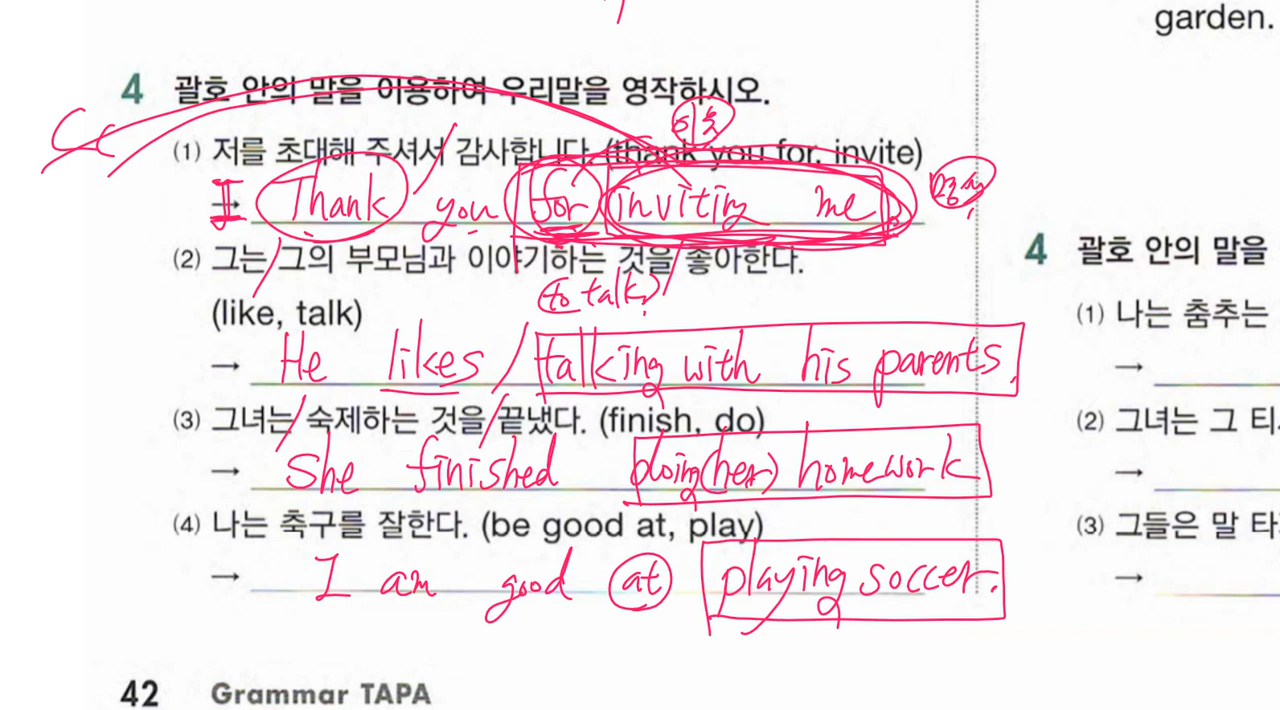 garden.
4 괄호 안의 말을 이용하여 우리말을 영작하시오.
(1) 저를 초대해 주셔서 감사합니다. (thank you for, invite)
→ I Thank you for inviting me.
(2) 그는 그의 부모님과 이야기하는 것을 좋아한다.
to talk?
(like, talk)
→ He likes talking with his parents.
(3) 그녀는 숙제하는 것을 끝냈다. (finish, do)
→ She finished doing (her) homework
(4) 나는 축구를 잘한다. (be good at, play)
→ I am good at playing soccer.
42 Grammar TAPA
4 괄호 안의 말을
(1) 나는 춤추는
→
(2) 그녀는 그 티
→
(3) 그들은 말 타
→